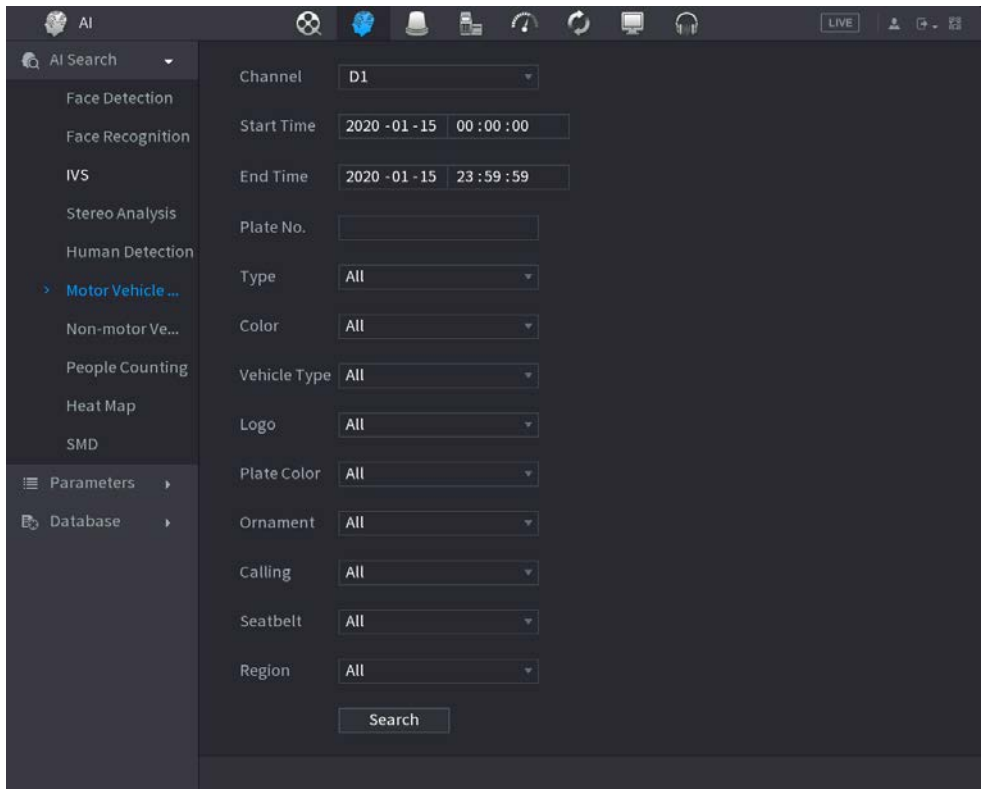 AI
LIVE
AI Search
Face Detection
Face Recognition
IVS
Stereo Analysis
Human Detection
Motor Vehicle ...
Non-motor Ve...
People Counting
Heat Map
SMD
Parameters
Database
Channel D1
Start Time 2020 -01 -15 00 :00 :00
End Time 2020 -01 -15 23 :59 :59
Plate No.
Type All
Color All
Vehicle Type All
Logo All
Plate Color All
Ornament All
Calling All
Seatbelt All
Region All
Search